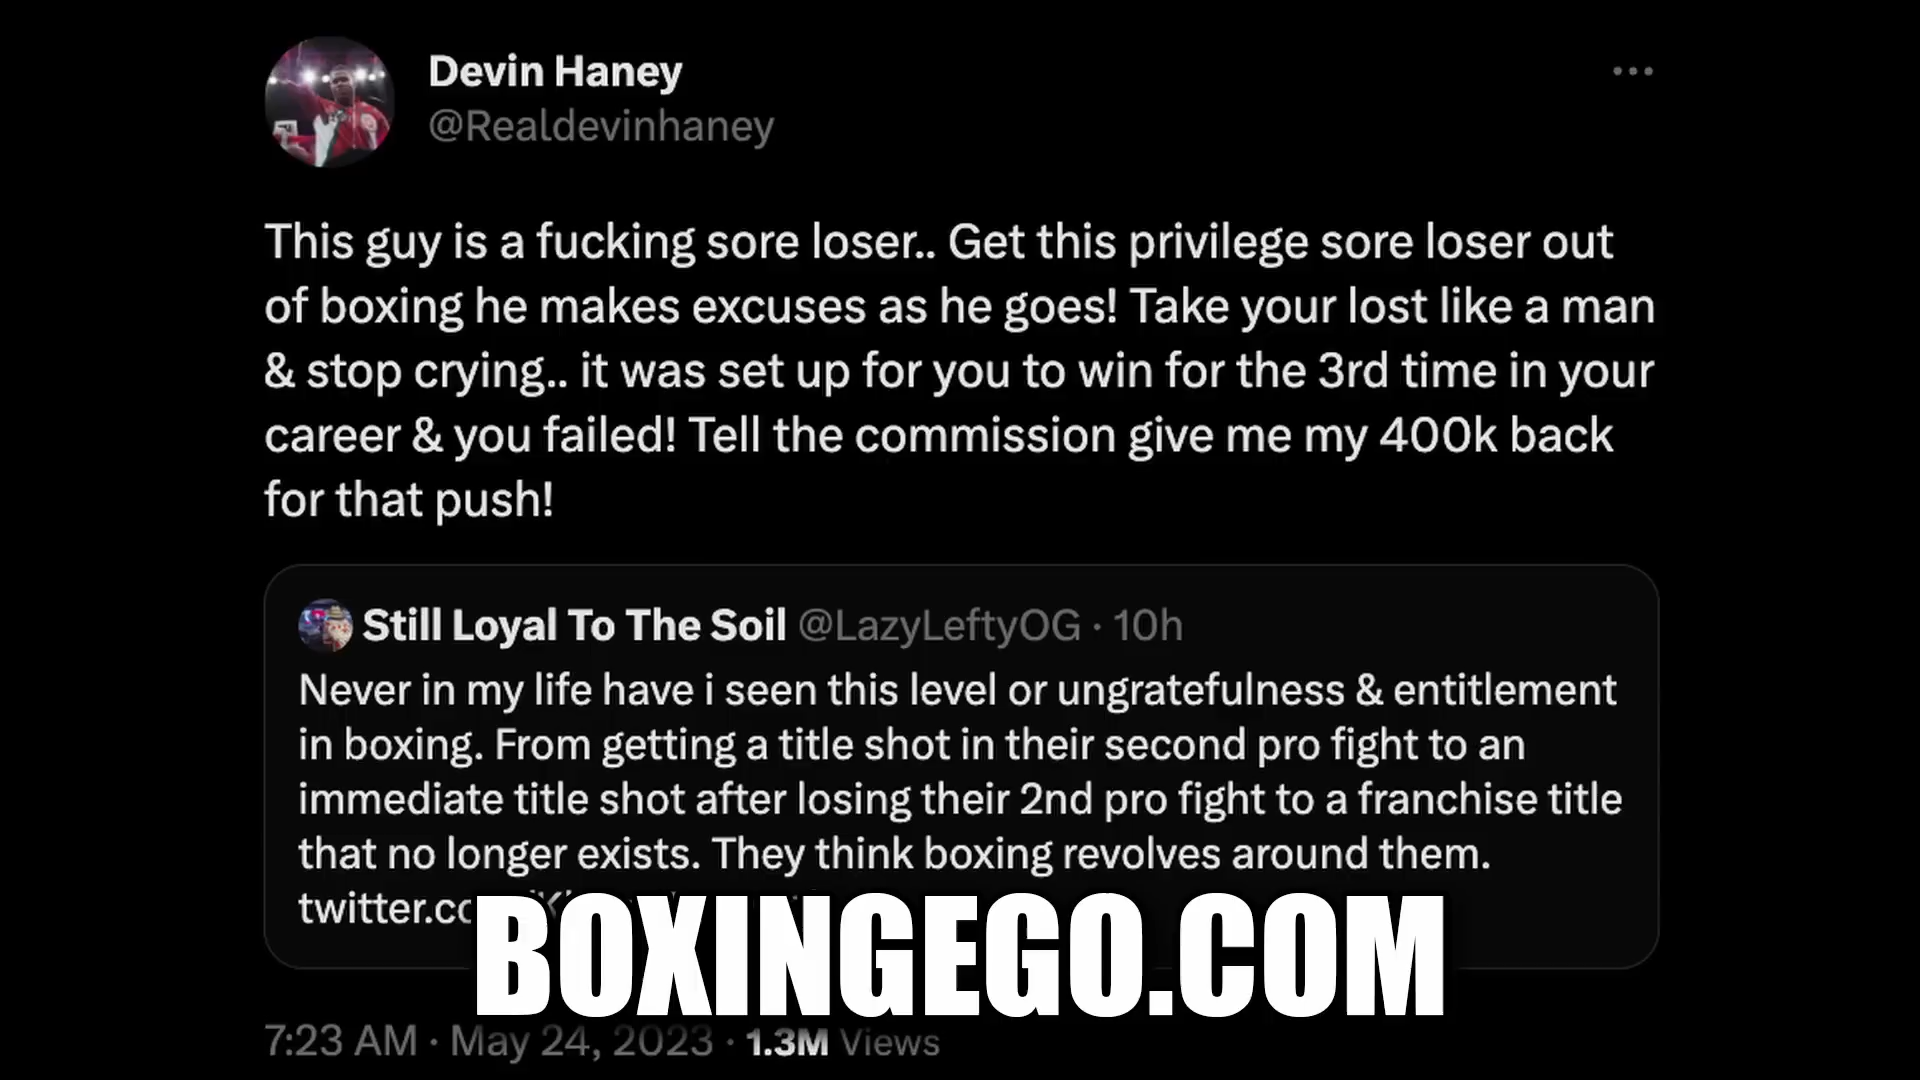 Devin Haney
@Realdevinhaney
This guy is a fucking sore loser.. Get this privilege sore loser out
of boxing he makes excuses as he goes! Take your lost like a man
& stop crying.. it was set up for you to win for the 3rd time in your
career & you failed! Tell the commission give me my 400k back
for that push!
Still Loyal To The Soil @LazyLeftyOG · 10h
Never in my life have i seen this level or ungratefulness & entitlement
in boxing. From getting a title shot in their second pro fight to an
immediate title shot after losing their 2nd pro fight to a franchise title
that no longer exists. They think boxing revolves around them.
BOXINGEGO.COM
7:23 AM · May 24, 2023 · 1.3M Views